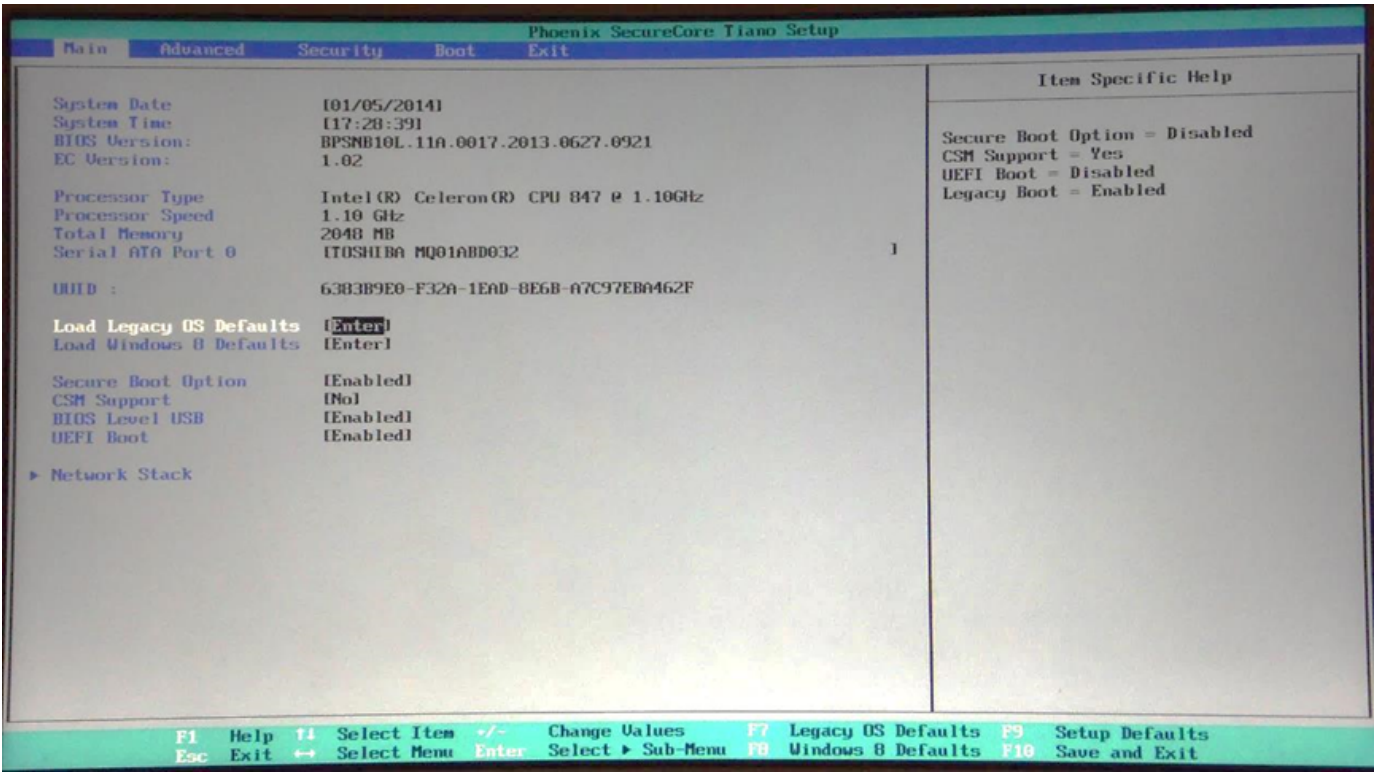 Phoenix SecureCore Tiano Setup
Main Advanced Security Boot Exit
System Date [01/05/2014]
System Time [17:28:39]
BIOS Version: BPSNB10L.11A.0017.2013.0627.0921
EC Version: 1.02
Processor Type Intel(R) Celeron(R) CPU 847 @ 1.10GHz
Processor Speed 1.10 GHz
Total Memory 2048 MB
Serial ATA Port 0 [TOSHIBA MQ01ABD032 ]
UUID : 6383B9E0-F32A-1EAD-8E6B-A7C97EBA462F
Load Legacy OS Defaults [Enter]
Load Windows 8 Defaults [Enter]
Secure Boot Option [Enabled]
CSM Support [No]
BIOS Level USB [Enabled]
UEFI Boot [Enabled]
▶ Network Stack
Item Specific Help
Secure Boot Option = Disabled
CSM Support = Yes
UEFI Boot = Disabled
Legacy Boot = Enabled
F1 Help ↑↓ Select Item +/- Change Values F7 Legacy OS Defaults F9 Setup Defaults
Esc Exit ↔ Select Menu Enter Select ▶ Sub-Menu F8 Windows 8 Defaults F10 Save and Exit